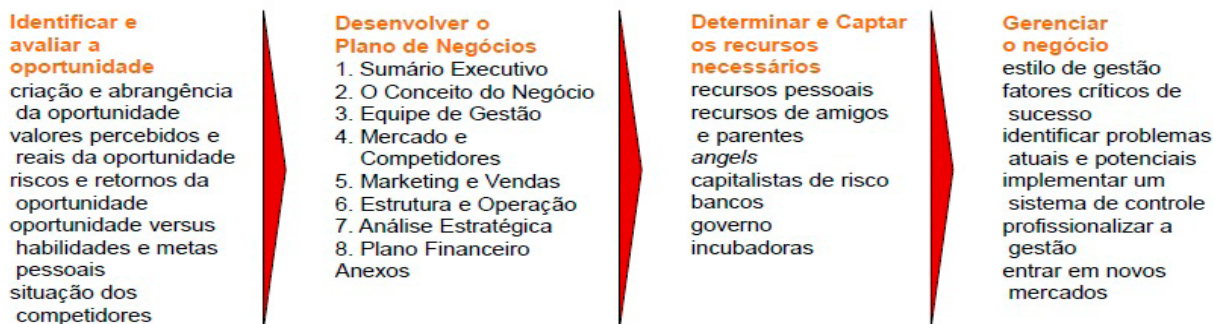 Identificar e
avaliar a
oportunidade
criação e abrangência
da oportunidade
valores percebidos e
reais da oportunidade
riscos e retornos da
oportunidade
oportunidade versus
habilidades e metas
pessoais
situação dos
competidores
Desenvolver o
Plano de Negócios
1. Sumário Executivo
2. O Conceito do Negócio
3. Equipe de Gestão
4. Mercado e
Competidores
5. Marketing e Vendas
6. Estrutura e Operação
7. Análise Estratégica
8. Plano Financeiro
Anexos
Determinar e Captar
os recursos
necessários
recursos pessoais
recursos de amigos
e parentes
angels
capitalistas de risco
bancos
governo
incubadoras
Gerenciar
o negócio
estilo de gestão
fatores críticos de
sucesso
identificar problemas
atuais e potenciais
implementar um
sistema de controle
profissionalizar a
gestão
entrar em novos
mercados